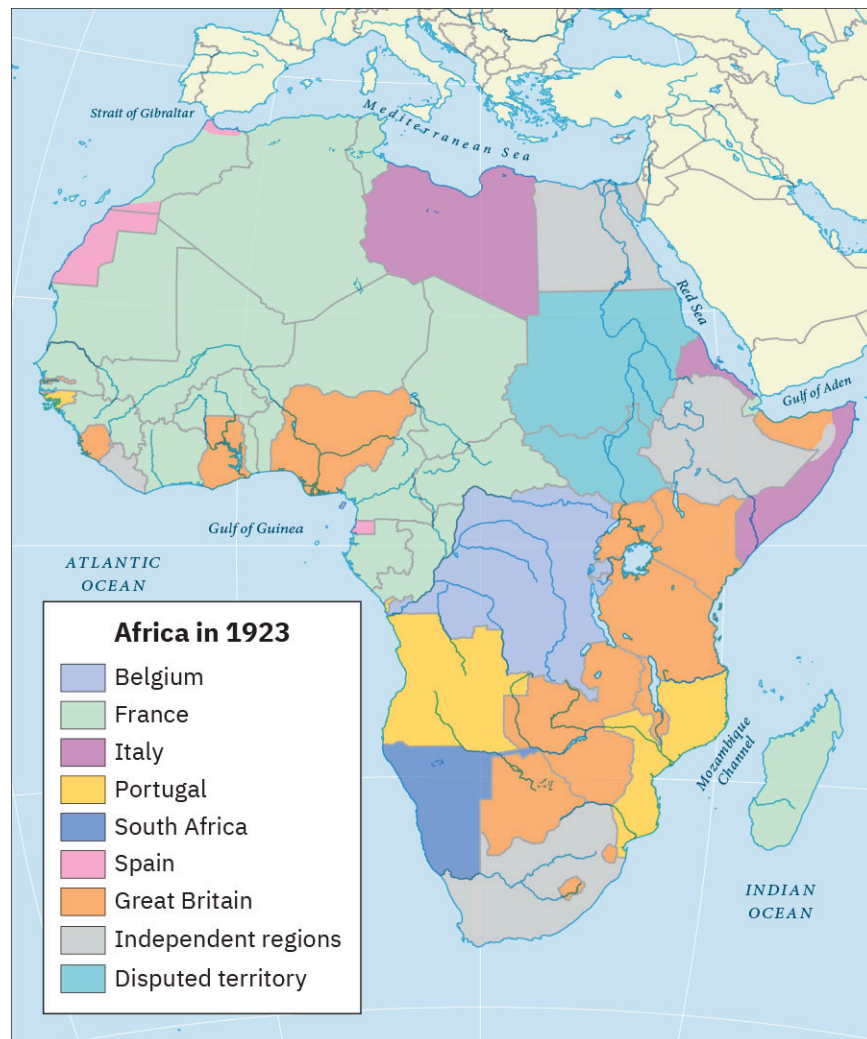 Strait of Gibraltar
Mediterranean Sea
Red Sea
Gulf of Aden
Gulf of Guinea
ATLANTIC
OCEAN
Africa in 1923
Belgium
France
Italy
Portugal
South Africa
Spain
Great Britain
Independent regions
Disputed territory
Mozambique
Channel
INDIAN
OCEAN